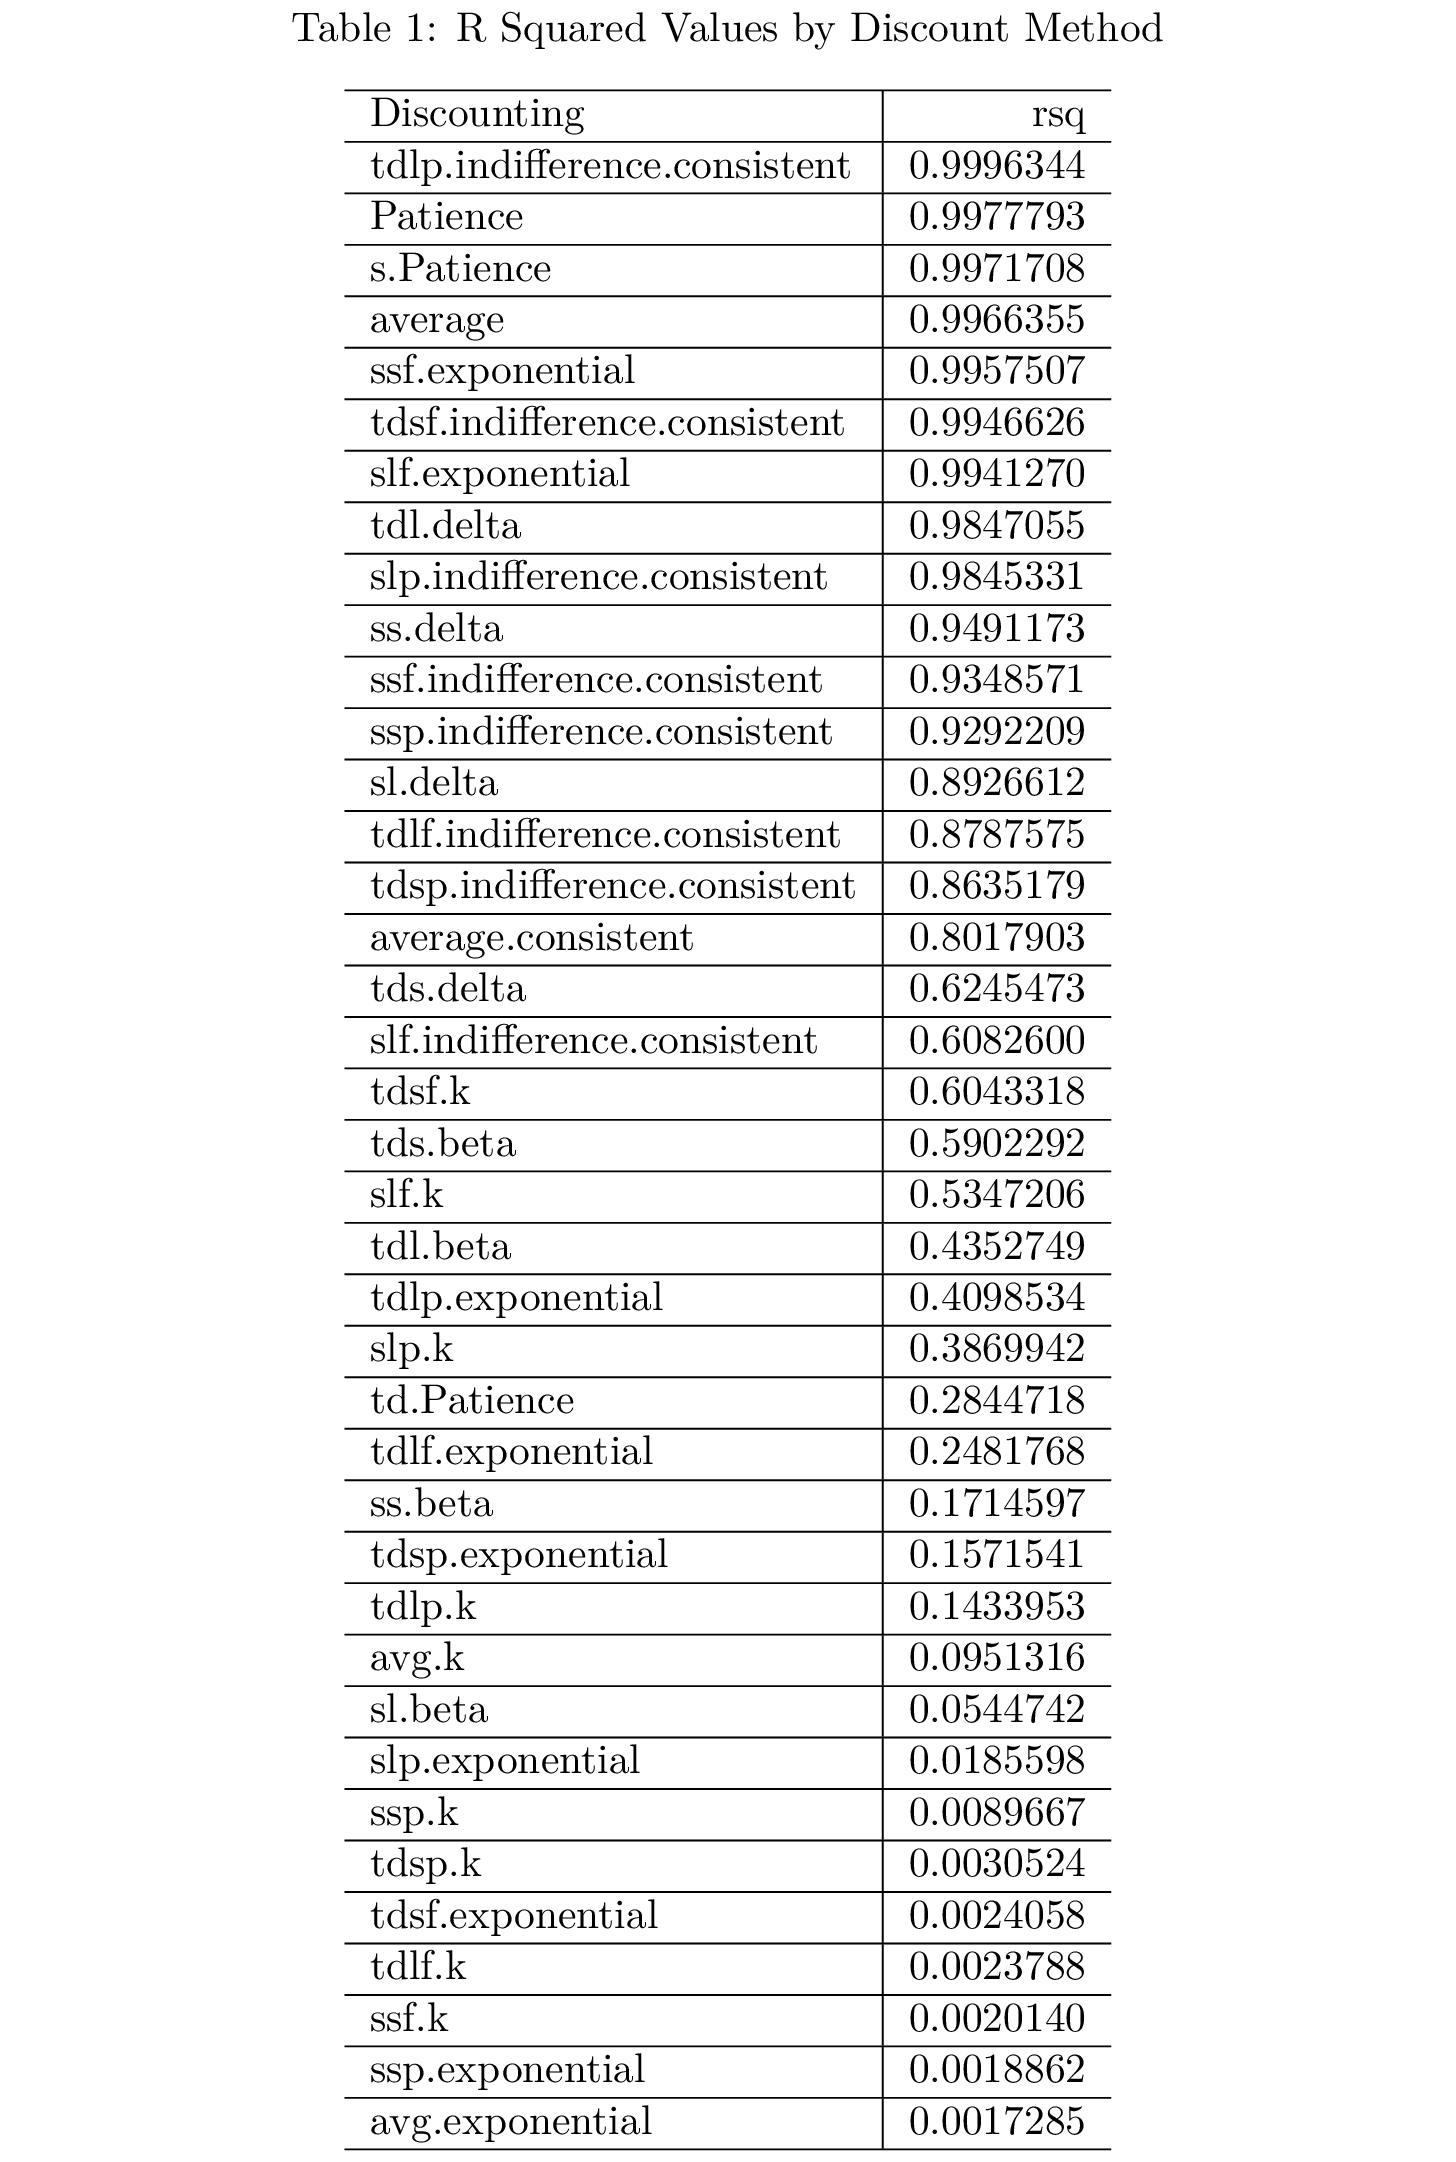 Table 1: R Squared Values by Discount Method
Discounting rsq
tdlp.indifference.consistent 0.9996344
Patience 0.9977793
s.Patience 0.9971708
average 0.9966355
ssf.exponential 0.9957507
tdsf.indifference.consistent 0.9946626
slf.exponential 0.9941270
tdl.delta 0.9847055
slp.indifference.consistent 0.9845331
ss.delta 0.9491173
ssf.indifference.consistent 0.9348571
ssp.indifference.consistent 0.9292209
sl.delta 0.8926612
tdlf.indifference.consistent 0.8787575
tdsp.indifference.consistent 0.8635179
average.consistent 0.8017903
tds.delta 0.6245473
slf.indifference.consistent 0.6082600
tdsf.k 0.6043318
tds.beta 0.5902292
slf.k 0.5347206
tdl.beta 0.4352749
tdlp.exponential 0.4098534
slp.k 0.3869942
td.Patience 0.2844718
tdlf.exponential 0.2481768
ss.beta 0.1714597
tdsp.exponential 0.1571541
tdlp.k 0.1433953
avg.k 0.0951316
sl.beta 0.0544742
slp.exponential 0.0185598
ssp.k 0.0089667
tdsp.k 0.0030524
tdsf.exponential 0.0024058
tdlf.k 0.0023788
ssf.k 0.0020140
ssp.exponential 0.0018862
avg.exponential 0.0017285